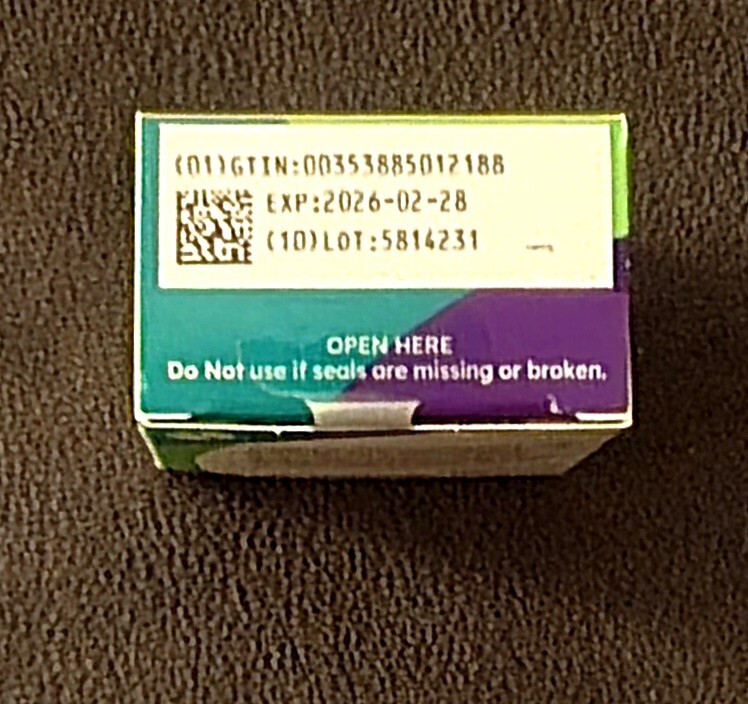 (01)GTIN:00353885012188
EXP:2026-02-28
(10)LOT:5814231
OPEN HERE
Do Not use if seals are missing or broken.